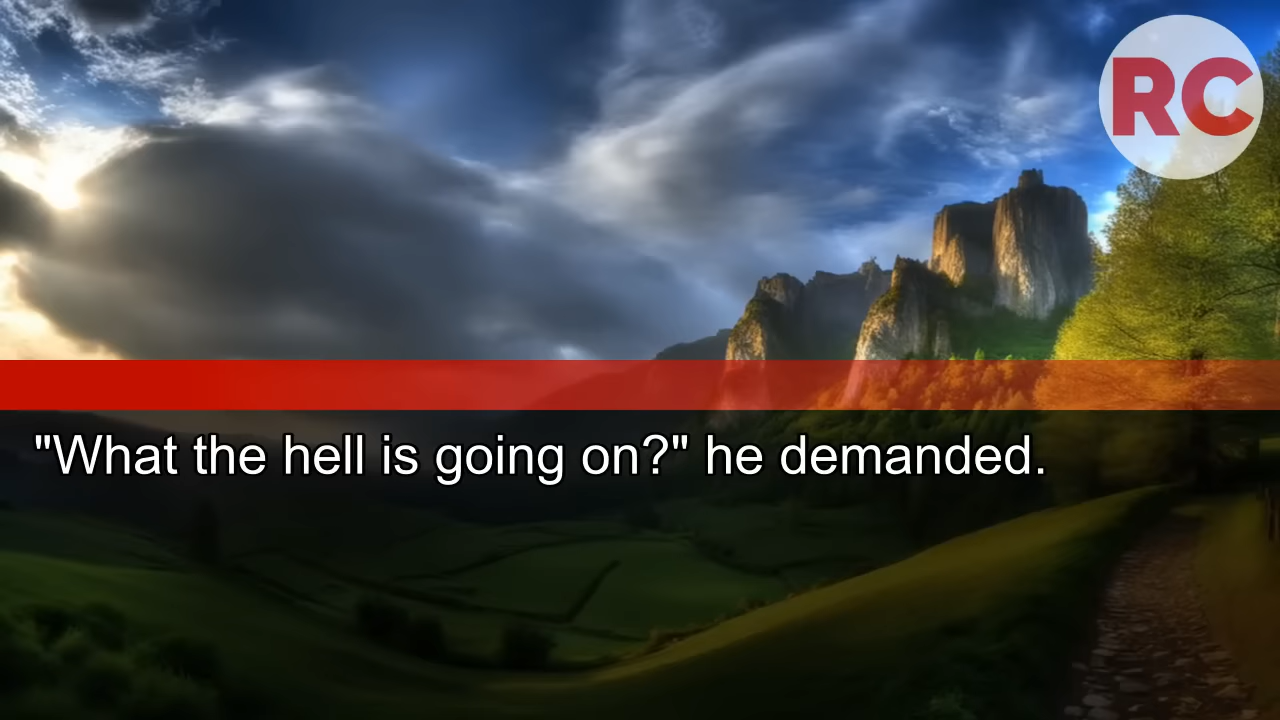 RC
"What the hell is going on?" he demanded.